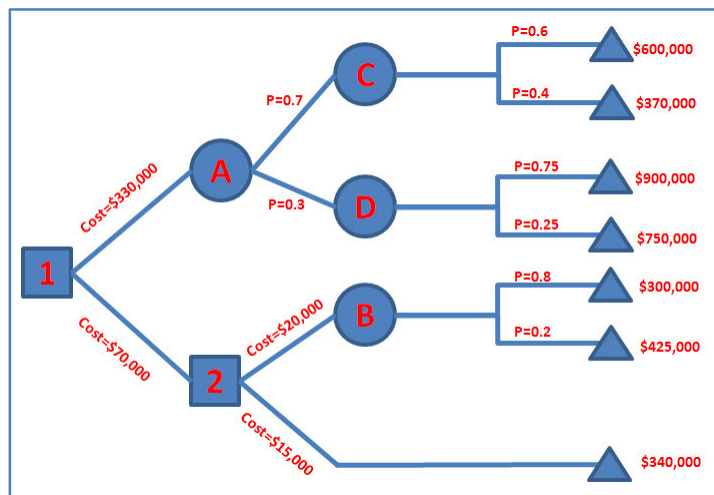 P=0.6
$600,000
C
P=0.4
$370,000
P=0.7
Cost=$330,000
A
P=0.75
$900,000
P=0.3
D
P=0.25
$750,000
1
P=0.8
$300,000
Cost=$20,000
B
P=0.2
$425,000
Cost=$70,000
2
Cost=$15,000
$340,000